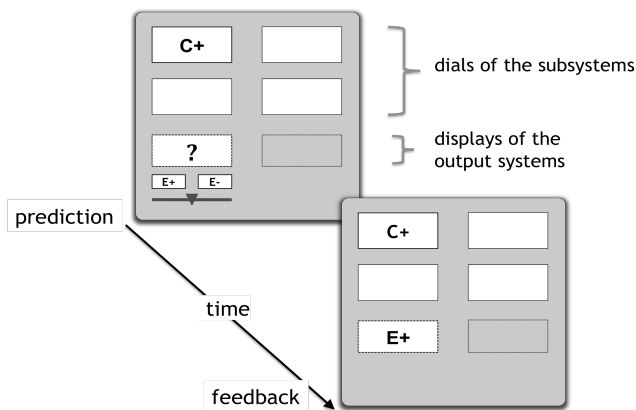 C+
dials of the subsystems
displays of the
output systems
?
E+ E-
prediction
C+
time
E+
feedback